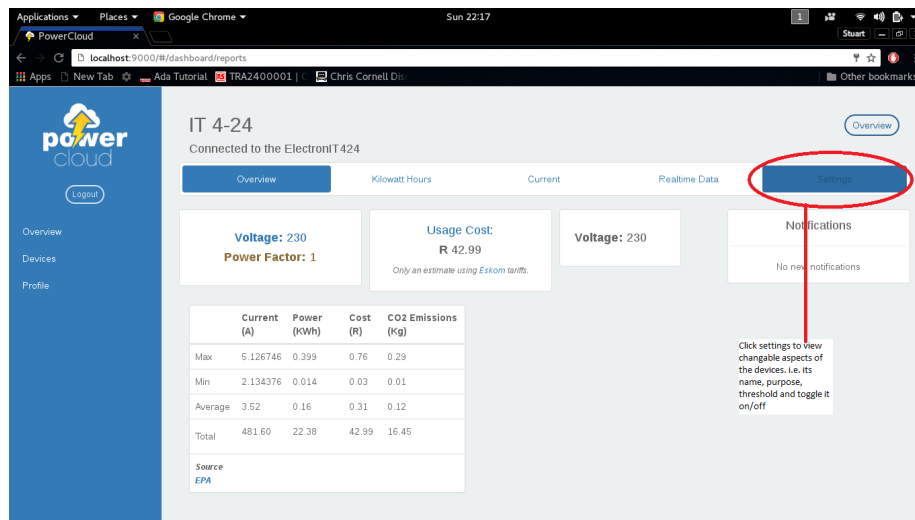 Applications Places Google Chrome Sun 22:17 1
PowerCloud × Stuart
localhost:9000/#/dashboard/reports
Apps New Tab Ada Tutorial RS TRA2400001 | C Chris Cornell Dis Other bookmarks
power
cloud
Logout
Overview
Devices
Profile
IT 4-24
Connected to the ElectronIT424
Overview
Overview Kilowatt Hours Current Realtime Data Settings
Voltage: 230
Power Factor: 1
Usage Cost:
R 42.99
Only an estimate using Eskom tariffs.
Voltage: 230
Notifications
No new notifications
Current (A) Power (KWh) Cost (R) CO2 Emissions (Kg)
Max 5.126746 0.399 0.76 0.29
Min 2.134376 0.014 0.03 0.01
Average 3.52 0.16 0.31 0.12
Total 481.60 22.38 42.99 16.45
Source
EPA
Click settings to view
changable aspects of
the devices. i.e. its
name, purpose,
threshold and toggle it
on/off